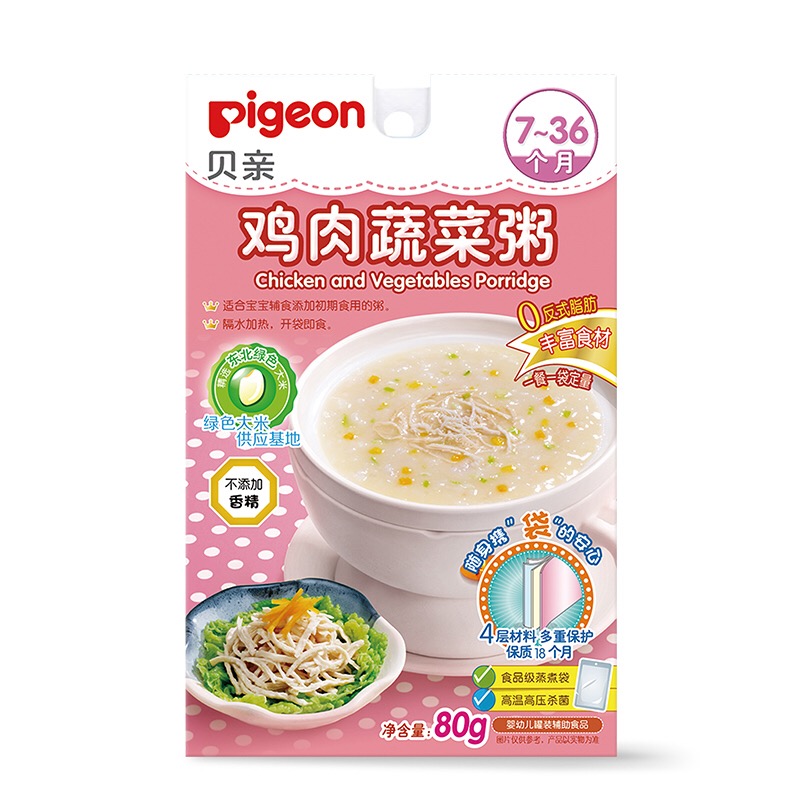 Pigeon
贝亲
7~36
个月
鸡肉蔬菜粥
Chicken and Vegetables Porridge
适合宝宝辅食添加初期食用的粥。
隔水加热，开袋即食。
0反式脂肪
丰富食材
一餐一袋定量
精选 东北绿色 大米
绿色大米
供应基地
不添加
香精
随身携"袋"的安心
4层材料 多重保护
保质18个月
食品级蒸煮袋
高温高压杀菌
净含量: 80g
婴幼儿罐装辅助食品
图片仅供参考，产品以实物为准